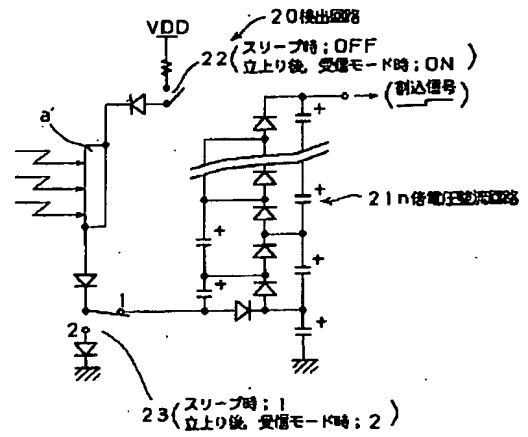 20検出回路
VDD
22(スリープ時;OFF
立上り後、受信モード時;ON)
(割込信号)
a'
21n倍電圧整流回路
1
2
23(スリープ時;1
立上り後、受信モード時;2)